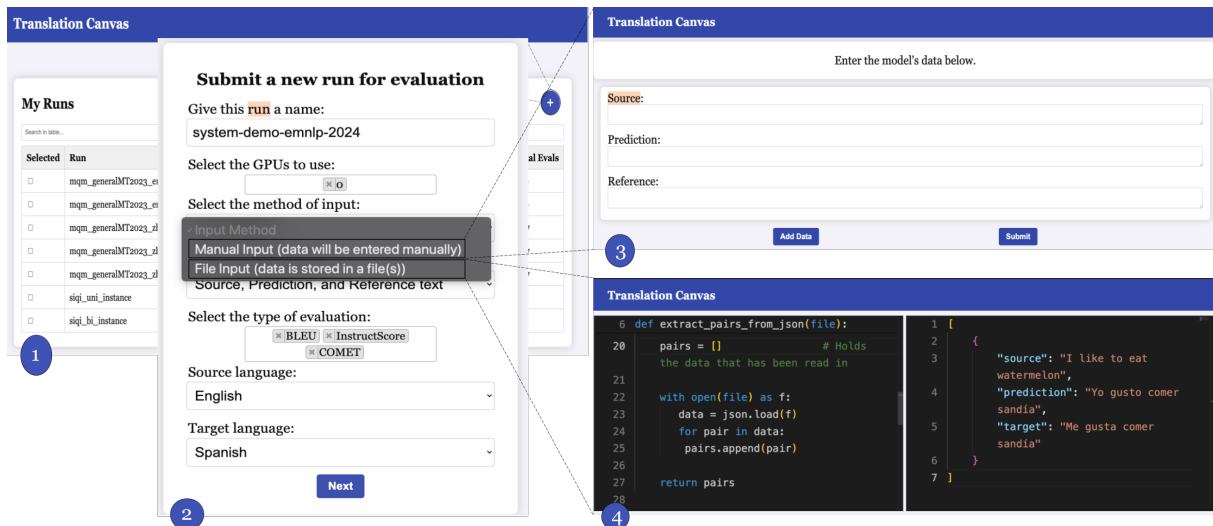 Translation Canvas
My Runs
+
Search in table...
Selected Run al Evals
mqm_generalMT2023_e
mqm_generalMT2023_e
mqm_generalMT2023_z
mqm_generalMT2023_z
mqm_generalMT2023_z
siqi_uni_instance
siqi_bi_instance
1
Submit a new run for evaluation
Give this run a name:
system-demo-emnlp-2024
Select the GPUs to use:
× 0
Select the method of input:
✓ Input Method
Manual Input (data will be entered manually)
File Input (data is stored in a file(s))
Source, Prediction, and Reference text
Select the type of evaluation:
× BLEU × InstructScore
× COMET
Source language:
English
Target language:
Spanish
Next
2
Translation Canvas
Enter the model's data below.
Source:
Prediction:
Reference:
Add Data Submit
3
Translation Canvas
6 def extract_pairs_from_json(file):
20 pairs = [] # Holds
the data that has been read in
21
22 with open(file) as f:
23 data = json.load(f)
24 for pair in data:
25 pairs.append(pair)
26
27 return pairs
28
1 [
2 {
3 "source": "I like to eat
watermelon",
4 "prediction": "Yo gusto comer
sandía",
5 "target": "Me gusta comer
sandía"
6 }
7 ]
4